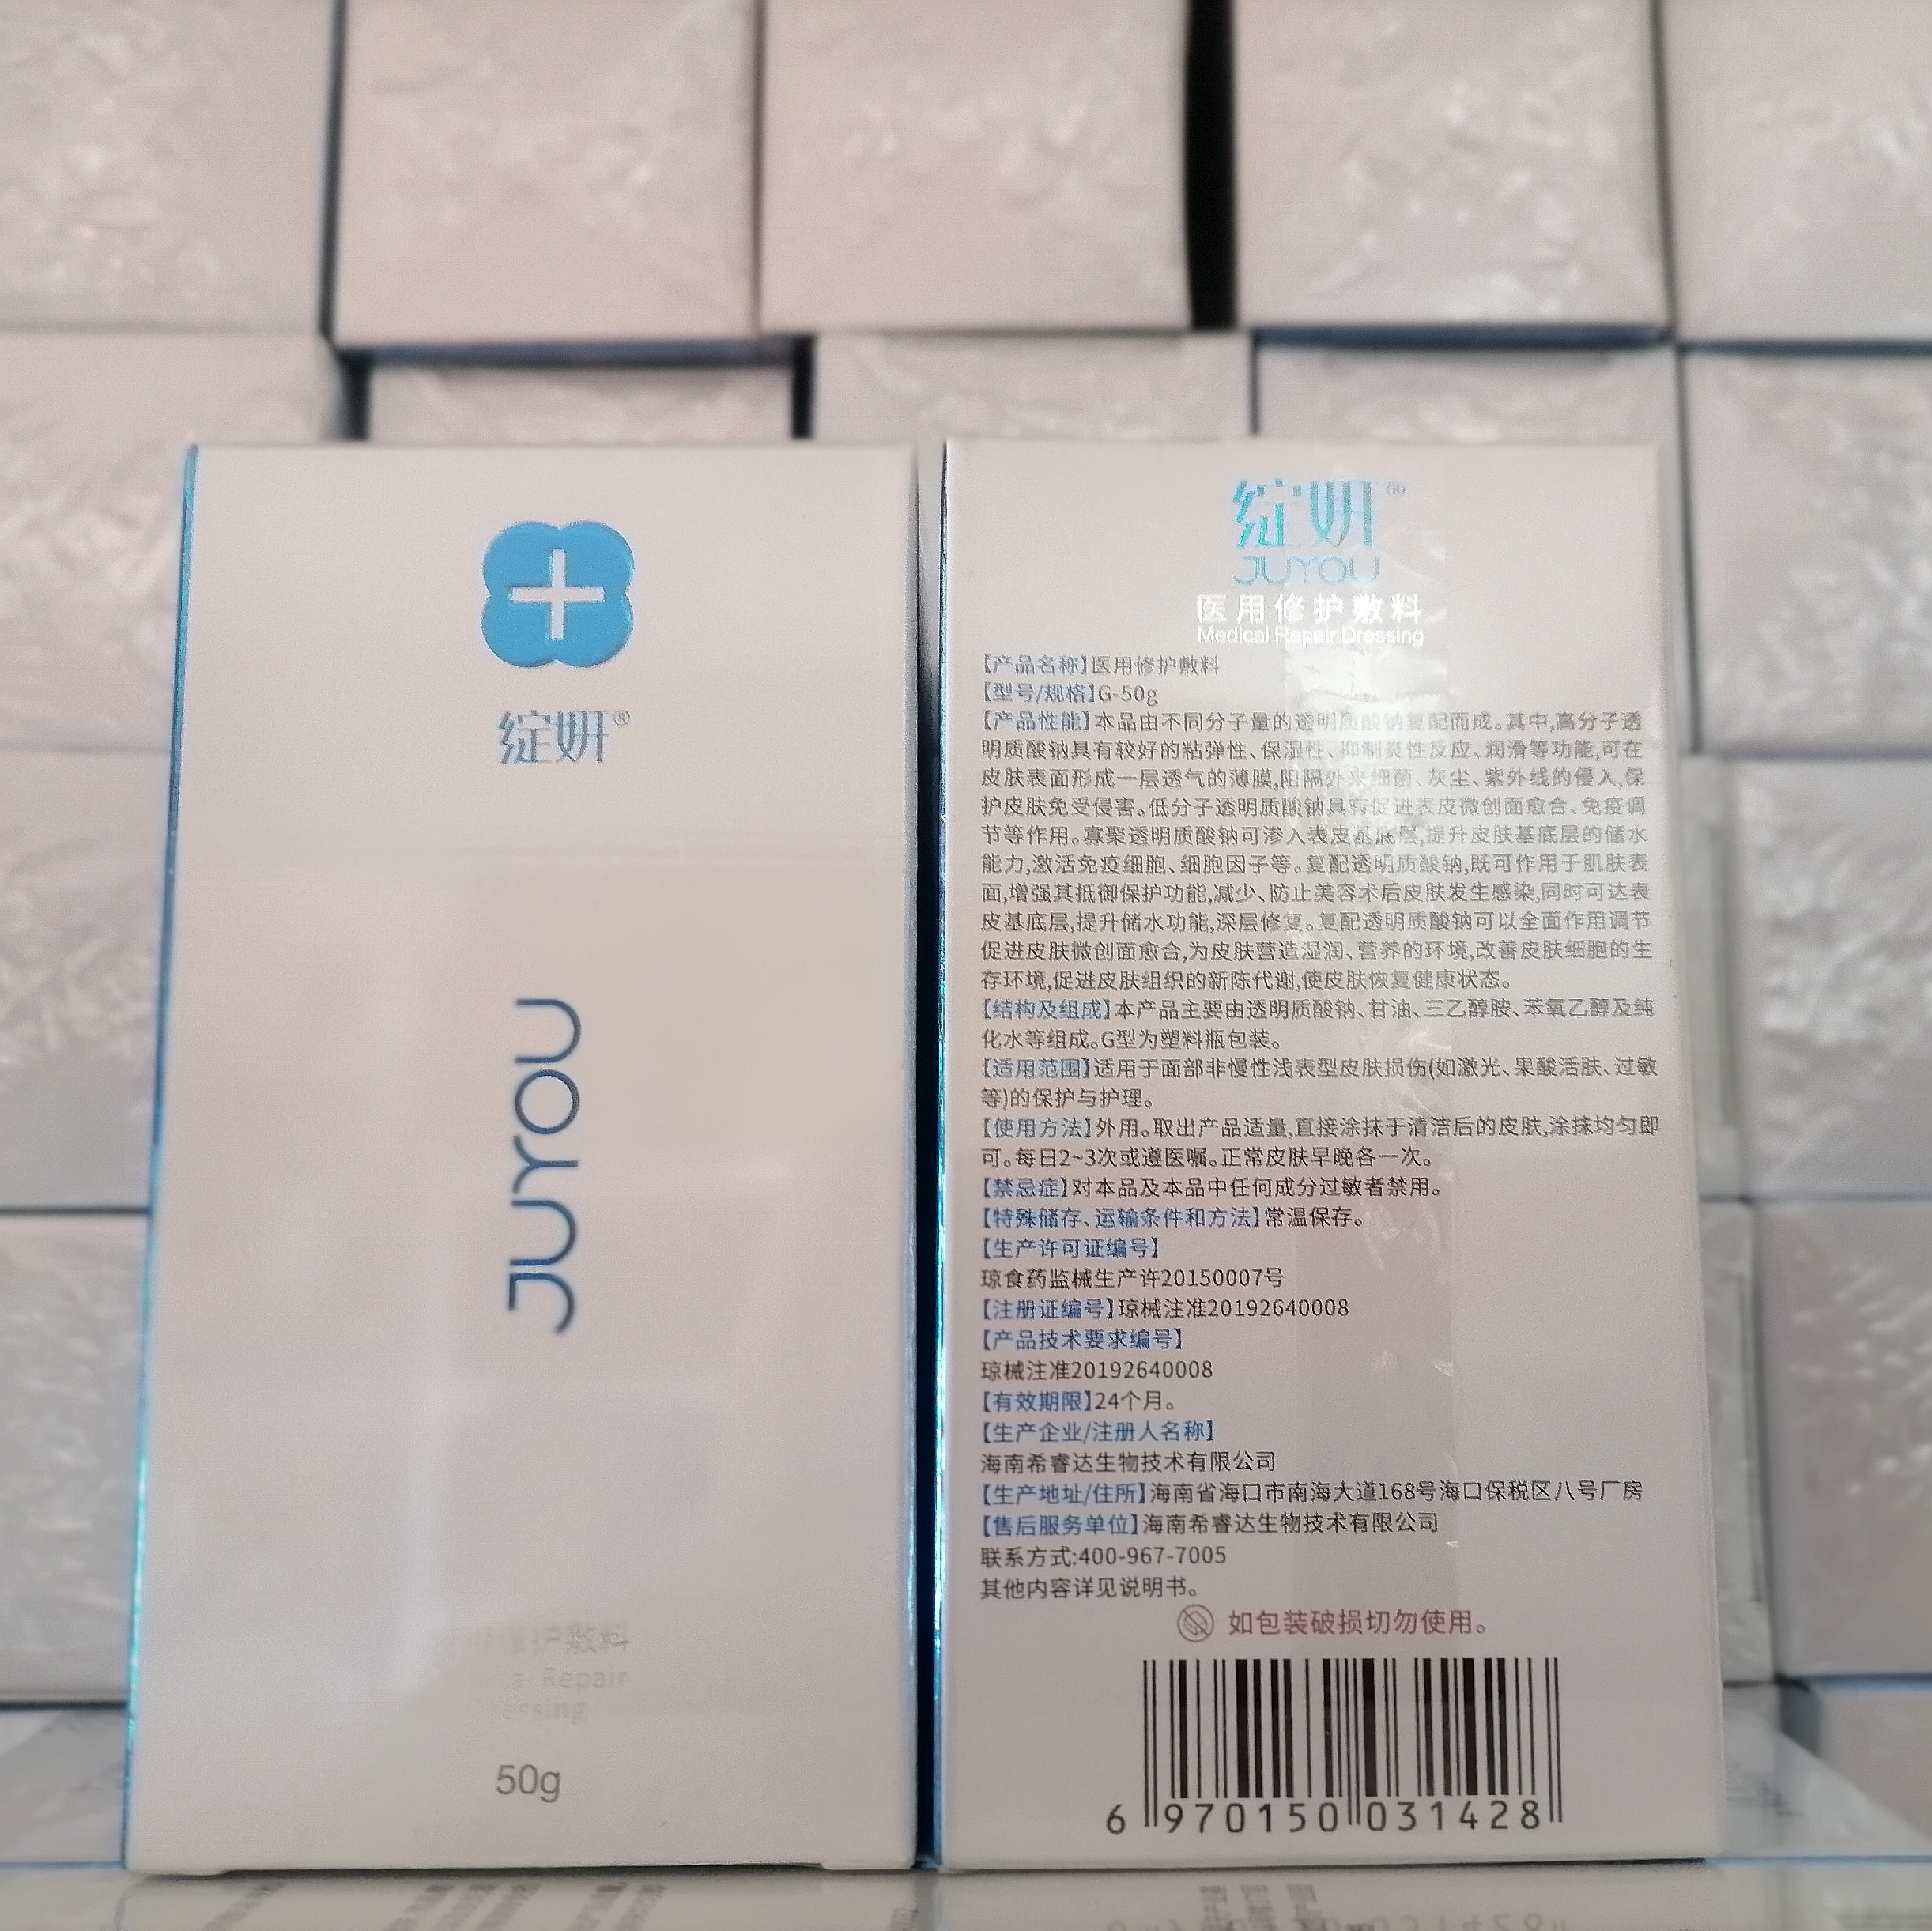 绽妍®
JUYOU
Repair
50g
绽妍®
JUYOU
医用修护敷料
Medical Repair Dressing
【产品名称】医用修护敷料
【型号/规格】G-50g
【产品性能】本品由不同分子量的透明质酸钠复配而成。其中,高分子透
明质酸钠具有较好的粘弹性、保湿性、抑制炎性反应、润滑等功能,可在
皮肤表面形成一层透气的薄膜,阻隔外来细菌、灰尘、紫外线的侵入,保
护皮肤免受侵害。低分子透明质酸钠具有促进表皮微创面愈合、免疫调
节等作用。寡聚透明质酸钠可渗入表皮基底层,提升皮肤基底层的储水
能力,激活免疫细胞、细胞因子等。复配透明质酸钠,既可作用于肌肤表
面,增强其抵御保护功能,减少、防止美容术后皮肤发生感染,同时可达表
皮基底层,提升储水功能,深层修复。复配透明质酸钠可以全面作用调节
促进皮肤微创面愈合,为皮肤营造湿润、营养的环境,改善皮肤细胞的生
存环境,促进皮肤组织的新陈代谢,使皮肤恢复健康状态。
【结构及组成】本产品主要由透明质酸钠、甘油、三乙醇胺、苯氧乙醇及纯
化水等组成。G型为塑料瓶包装。
【适用范围】适用于面部非慢性浅表型皮肤损伤(如激光、果酸活肤、过敏
等)的保护与护理。
【使用方法】外用。取出产品适量,直接涂抹于清洁后的皮肤,涂抹均匀即
可。每日2~3次或遵医嘱。正常皮肤早晚各一次。
【禁忌症】对本品及本品中任何成分过敏者禁用。
【特殊储存、运输条件和方法】常温保存。
【生产许可证编号】
琼食药监械生产许20150007号
【注册证编号】琼械注准20192640008
【产品技术要求编号】
琼械注准20192640008
【有效期限】24个月。
【生产企业/注册人名称】
海南希睿达生物技术有限公司
【生产地址/住所】海南省海口市南海大道168号海口保税区八号厂房
【售后服务单位】海南希睿达生物技术有限公司
联系方式:400-967-7005
其他内容详见说明书。
如包装破损切勿使用。
6 970150 031428